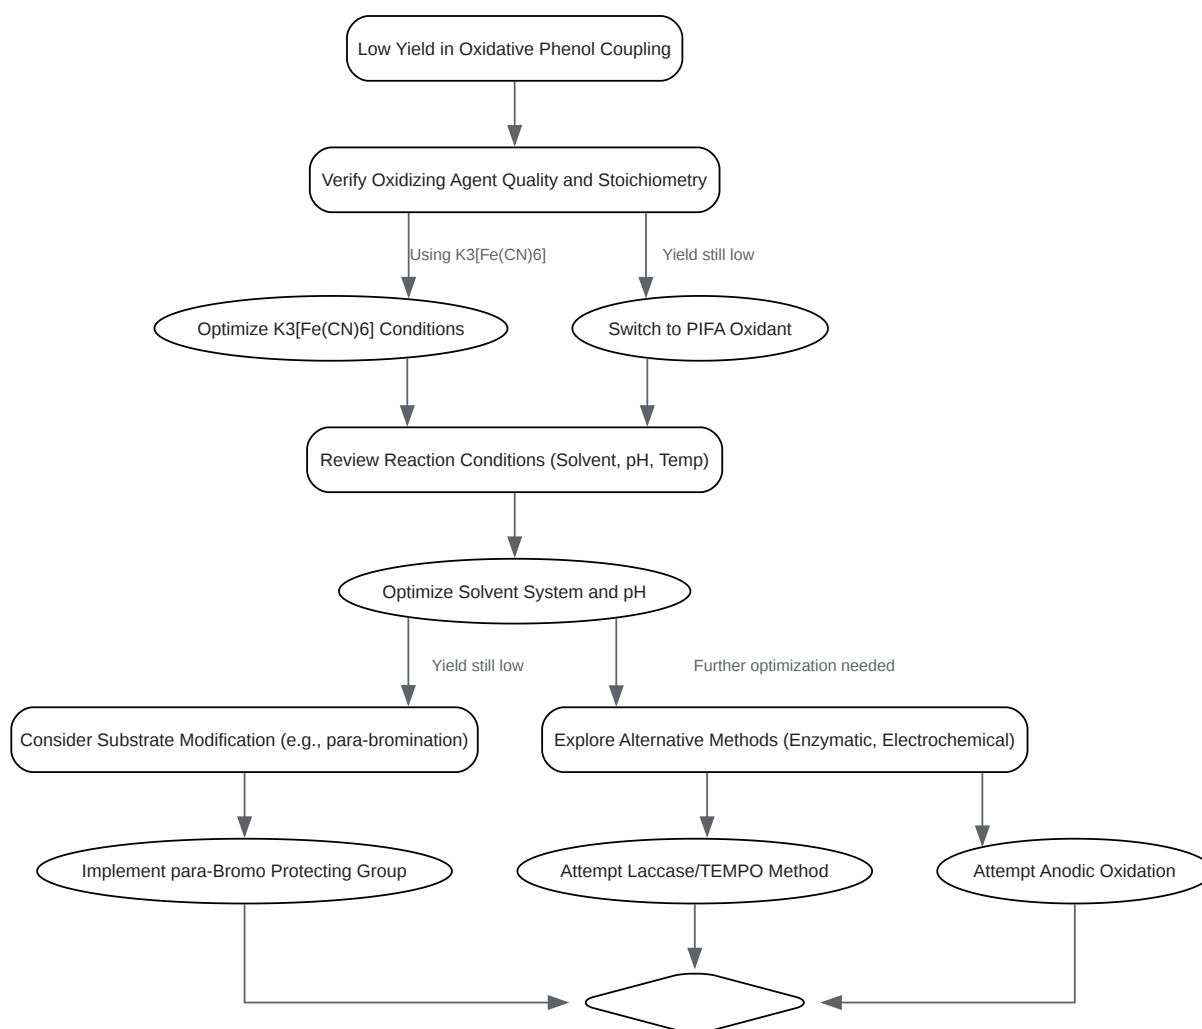 Low Yield in Oxidative Phenol Coupling
Verify Oxidizing Agent Quality and Stoichiometry
Using K3[Fe(CN)6]
Yield still low
Optimize K3[Fe(CN)6] Conditions
Switch to PIFA Oxidant
Review Reaction Conditions (Solvent, pH, Temp)
Optimize Solvent System and pH
Yield still low
Further optimization needed
Consider Substrate Modification (e.g., para-bromination)
Explore Alternative Methods (Enzymatic, Electrochemical)
Implement para-Bromo Protecting Group
Attempt Laccase/TEMPO Method
Attempt Anodic Oxidation